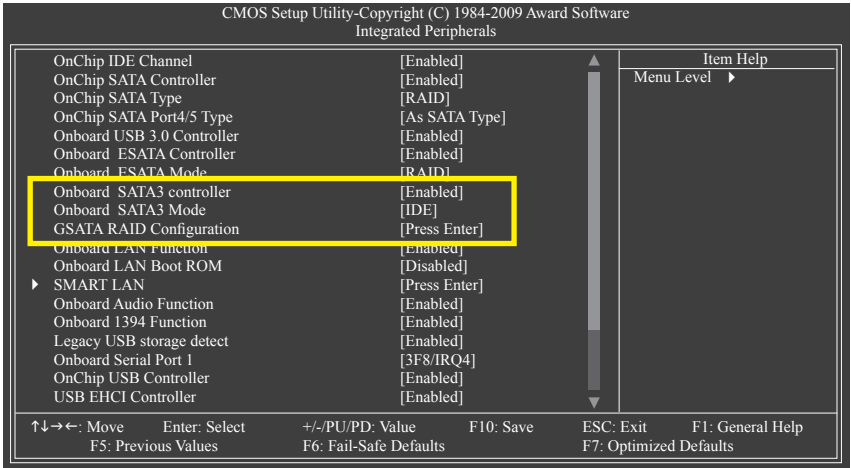 CMOS Setup Utility-Copyright (C) 1984-2009 Award Software
Integrated Peripherals
OnChip IDE Channel [Enabled]
OnChip SATA Controller [Enabled]
OnChip SATA Type [RAID]
OnChip SATA Port4/5 Type [As SATA Type]
Onboard USB 3.0 Controller [Enabled]
Onboard ESATA Controller [Enabled]
Onboard ESATA Mode [RAID]
Onboard SATA3 controller [Enabled]
Onboard SATA3 Mode [IDE]
GSATA RAID Configuration [Press Enter]
Onboard LAN Function [Enabled]
Onboard LAN Boot ROM [Disabled]
SMART LAN [Press Enter]
Onboard Audio Function [Enabled]
Onboard 1394 Function [Enabled]
Legacy USB storage detect [Enabled]
Onboard Serial Port 1 [3F8/IRQ4]
OnChip USB Controller [Enabled]
USB EHCI Controller [Enabled]
Item Help
Menu Level
↑↓→←: Move Enter: Select +/-/PU/PD: Value F10: Save ESC: Exit F1: General Help
F5: Previous Values F6: Fail-Safe Defaults F7: Optimized Defaults